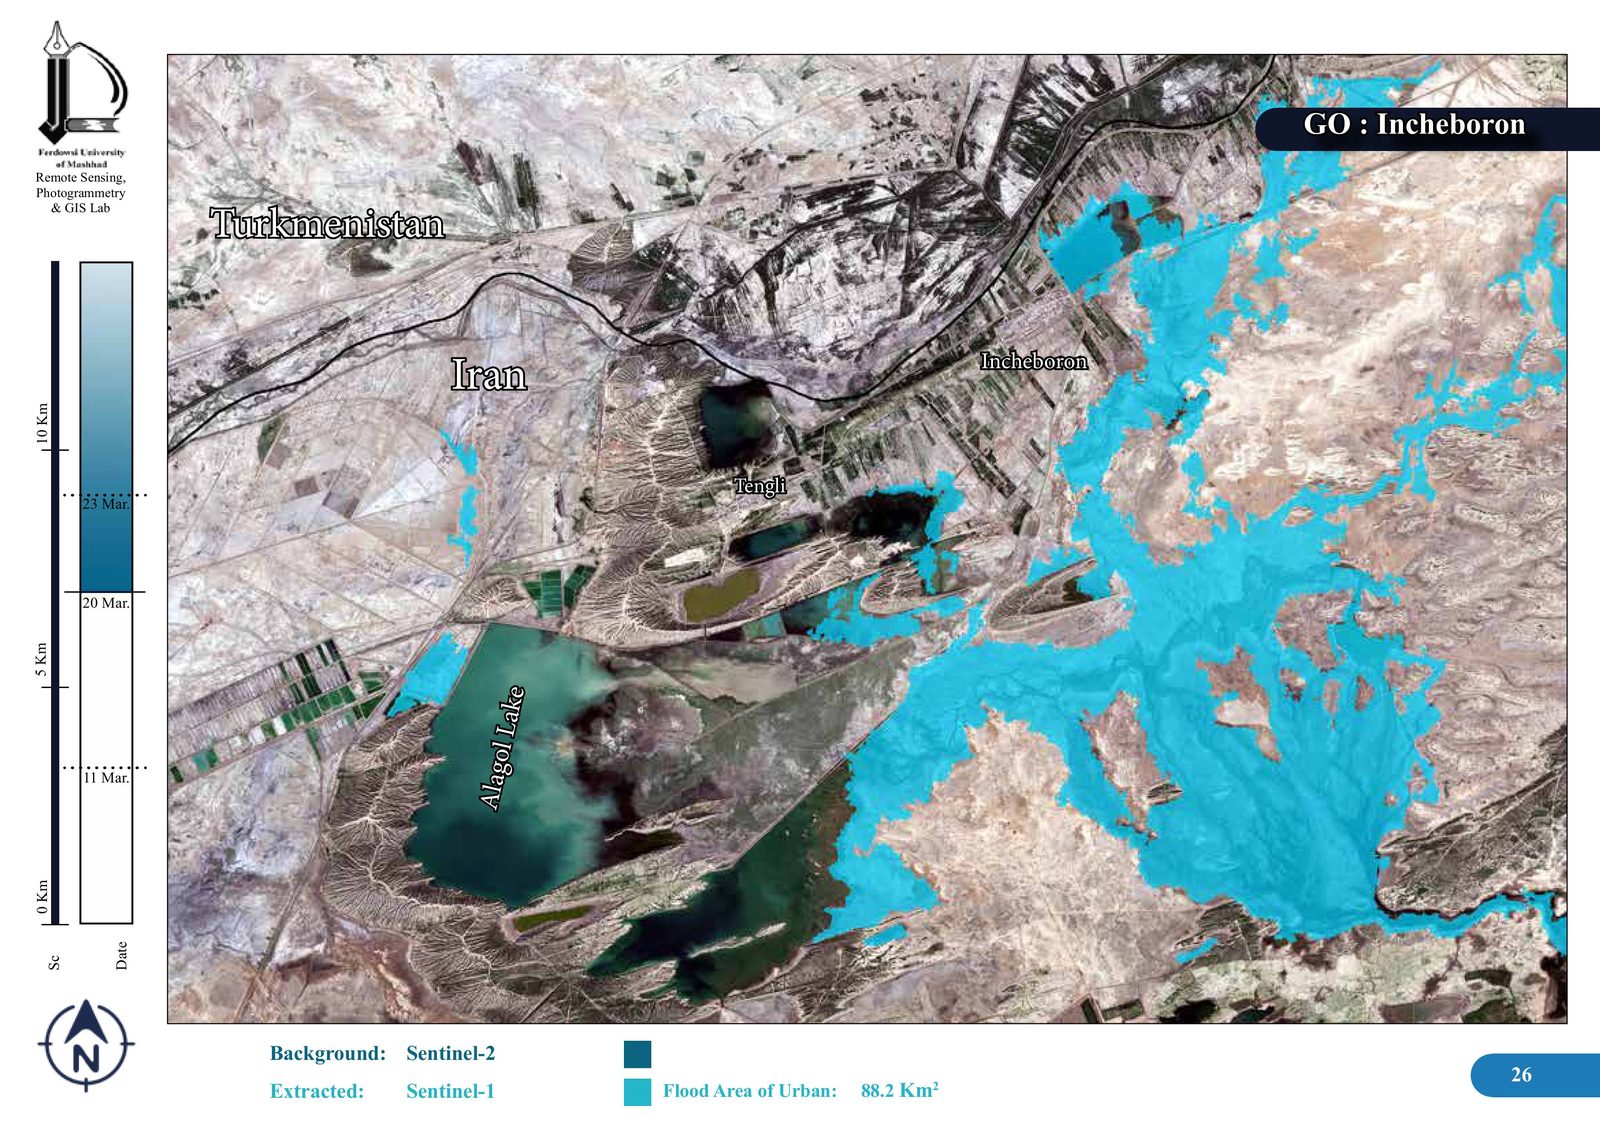 Ferdowsi University
of Mashhad
Remote Sensing,
Photogrammetry
& GIS Lab
GO : Incheboron
Turkmenistan
Iran
Incheboron
Tengli
Alagol Lake
10 Km
5 Km
0 Km
Sc
23 Mar.
20 Mar.
11 Mar.
Date
N
Background: Sentinel-2
Extracted: Sentinel-1
Flood Area of Urban: 88.2 Km²
26